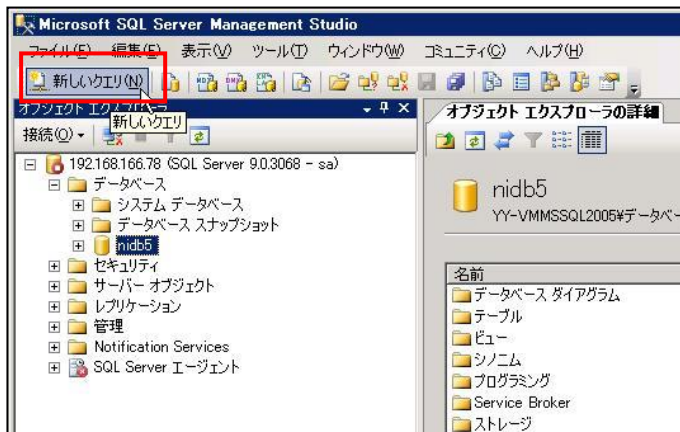 Microsoft SQL Server Management Studio
ファイル(F) 編集(E) 表示(V) ツール(T) ウィンドウ(W) コミュニティ(C) ヘルプ(H)
新しいクエリ(N)
オブジェクト エクスプローラ
新しいクエリ
接続(O)
192.168.166.78 (SQL Server 9.0.3068 - sa)
データベース
システム データベース
データベース スナップショット
nidb5
セキュリティ
サーバー オブジェクト
レプリケーション
管理
Notification Services
SQL Server エージェント
オブジェクト エクスプローラの詳細
nidb5
YY-VMMSSQL2005¥データベー
名前
データベース ダイアグラム
テーブル
ビュー
シノニム
プログラミング
Service Broker
ストレージ